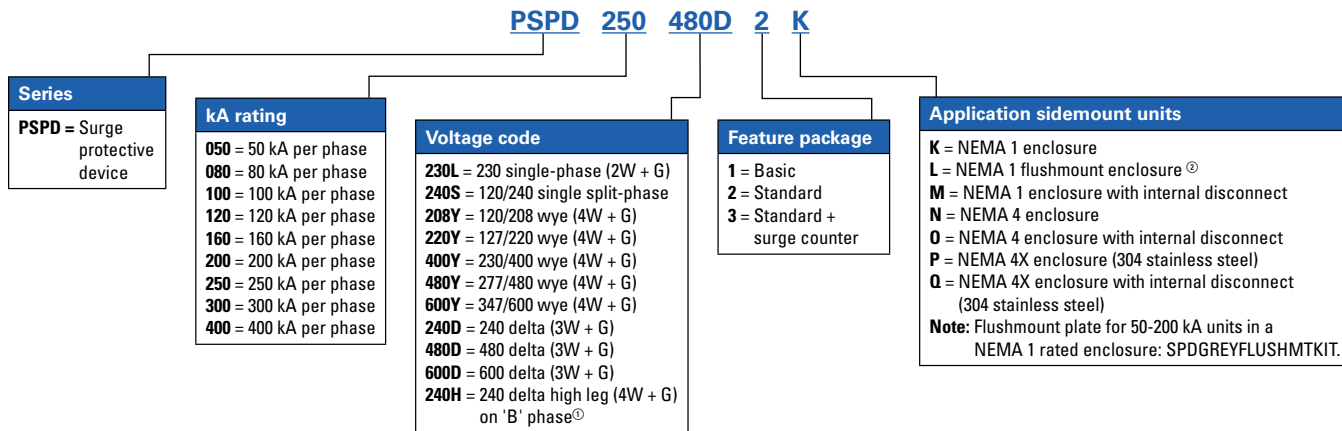 PSPD 250 480D 2 K
Series
PSPD = Surge
protective
device
kA rating
050 = 50 kA per phase
080 = 80 kA per phase
100 = 100 kA per phase
120 = 120 kA per phase
160 = 160 kA per phase
200 = 200 kA per phase
250 = 250 kA per phase
300 = 300 kA per phase
400 = 400 kA per phase
Voltage code
230L = 230 single-phase (2W + G)
240S = 120/240 single split-phase
208Y = 120/208 wye (4W + G)
220Y = 127/220 wye (4W + G)
400Y = 230/400 wye (4W + G)
480Y = 277/480 wye (4W + G)
600Y = 347/600 wye (4W + G)
240D = 240 delta (3W + G)
480D = 480 delta (3W + G)
600D = 600 delta (3W + G)
240H = 240 delta high leg (4W + G)
on 'B' phase①
Feature package
1 = Basic
2 = Standard
3 = Standard +
surge counter
Application sidemount units
K = NEMA 1 enclosure
L = NEMA 1 flushmount enclosure ②
M = NEMA 1 enclosure with internal disconnect
N = NEMA 4 enclosure
O = NEMA 4 enclosure with internal disconnect
P = NEMA 4X enclosure (304 stainless steel)
Q = NEMA 4X enclosure with internal disconnect
(304 stainless steel)
Note: Flushmount plate for 50-200 kA units in a
NEMA 1 rated enclosure: SPDGREYFLUSHMTKIT.